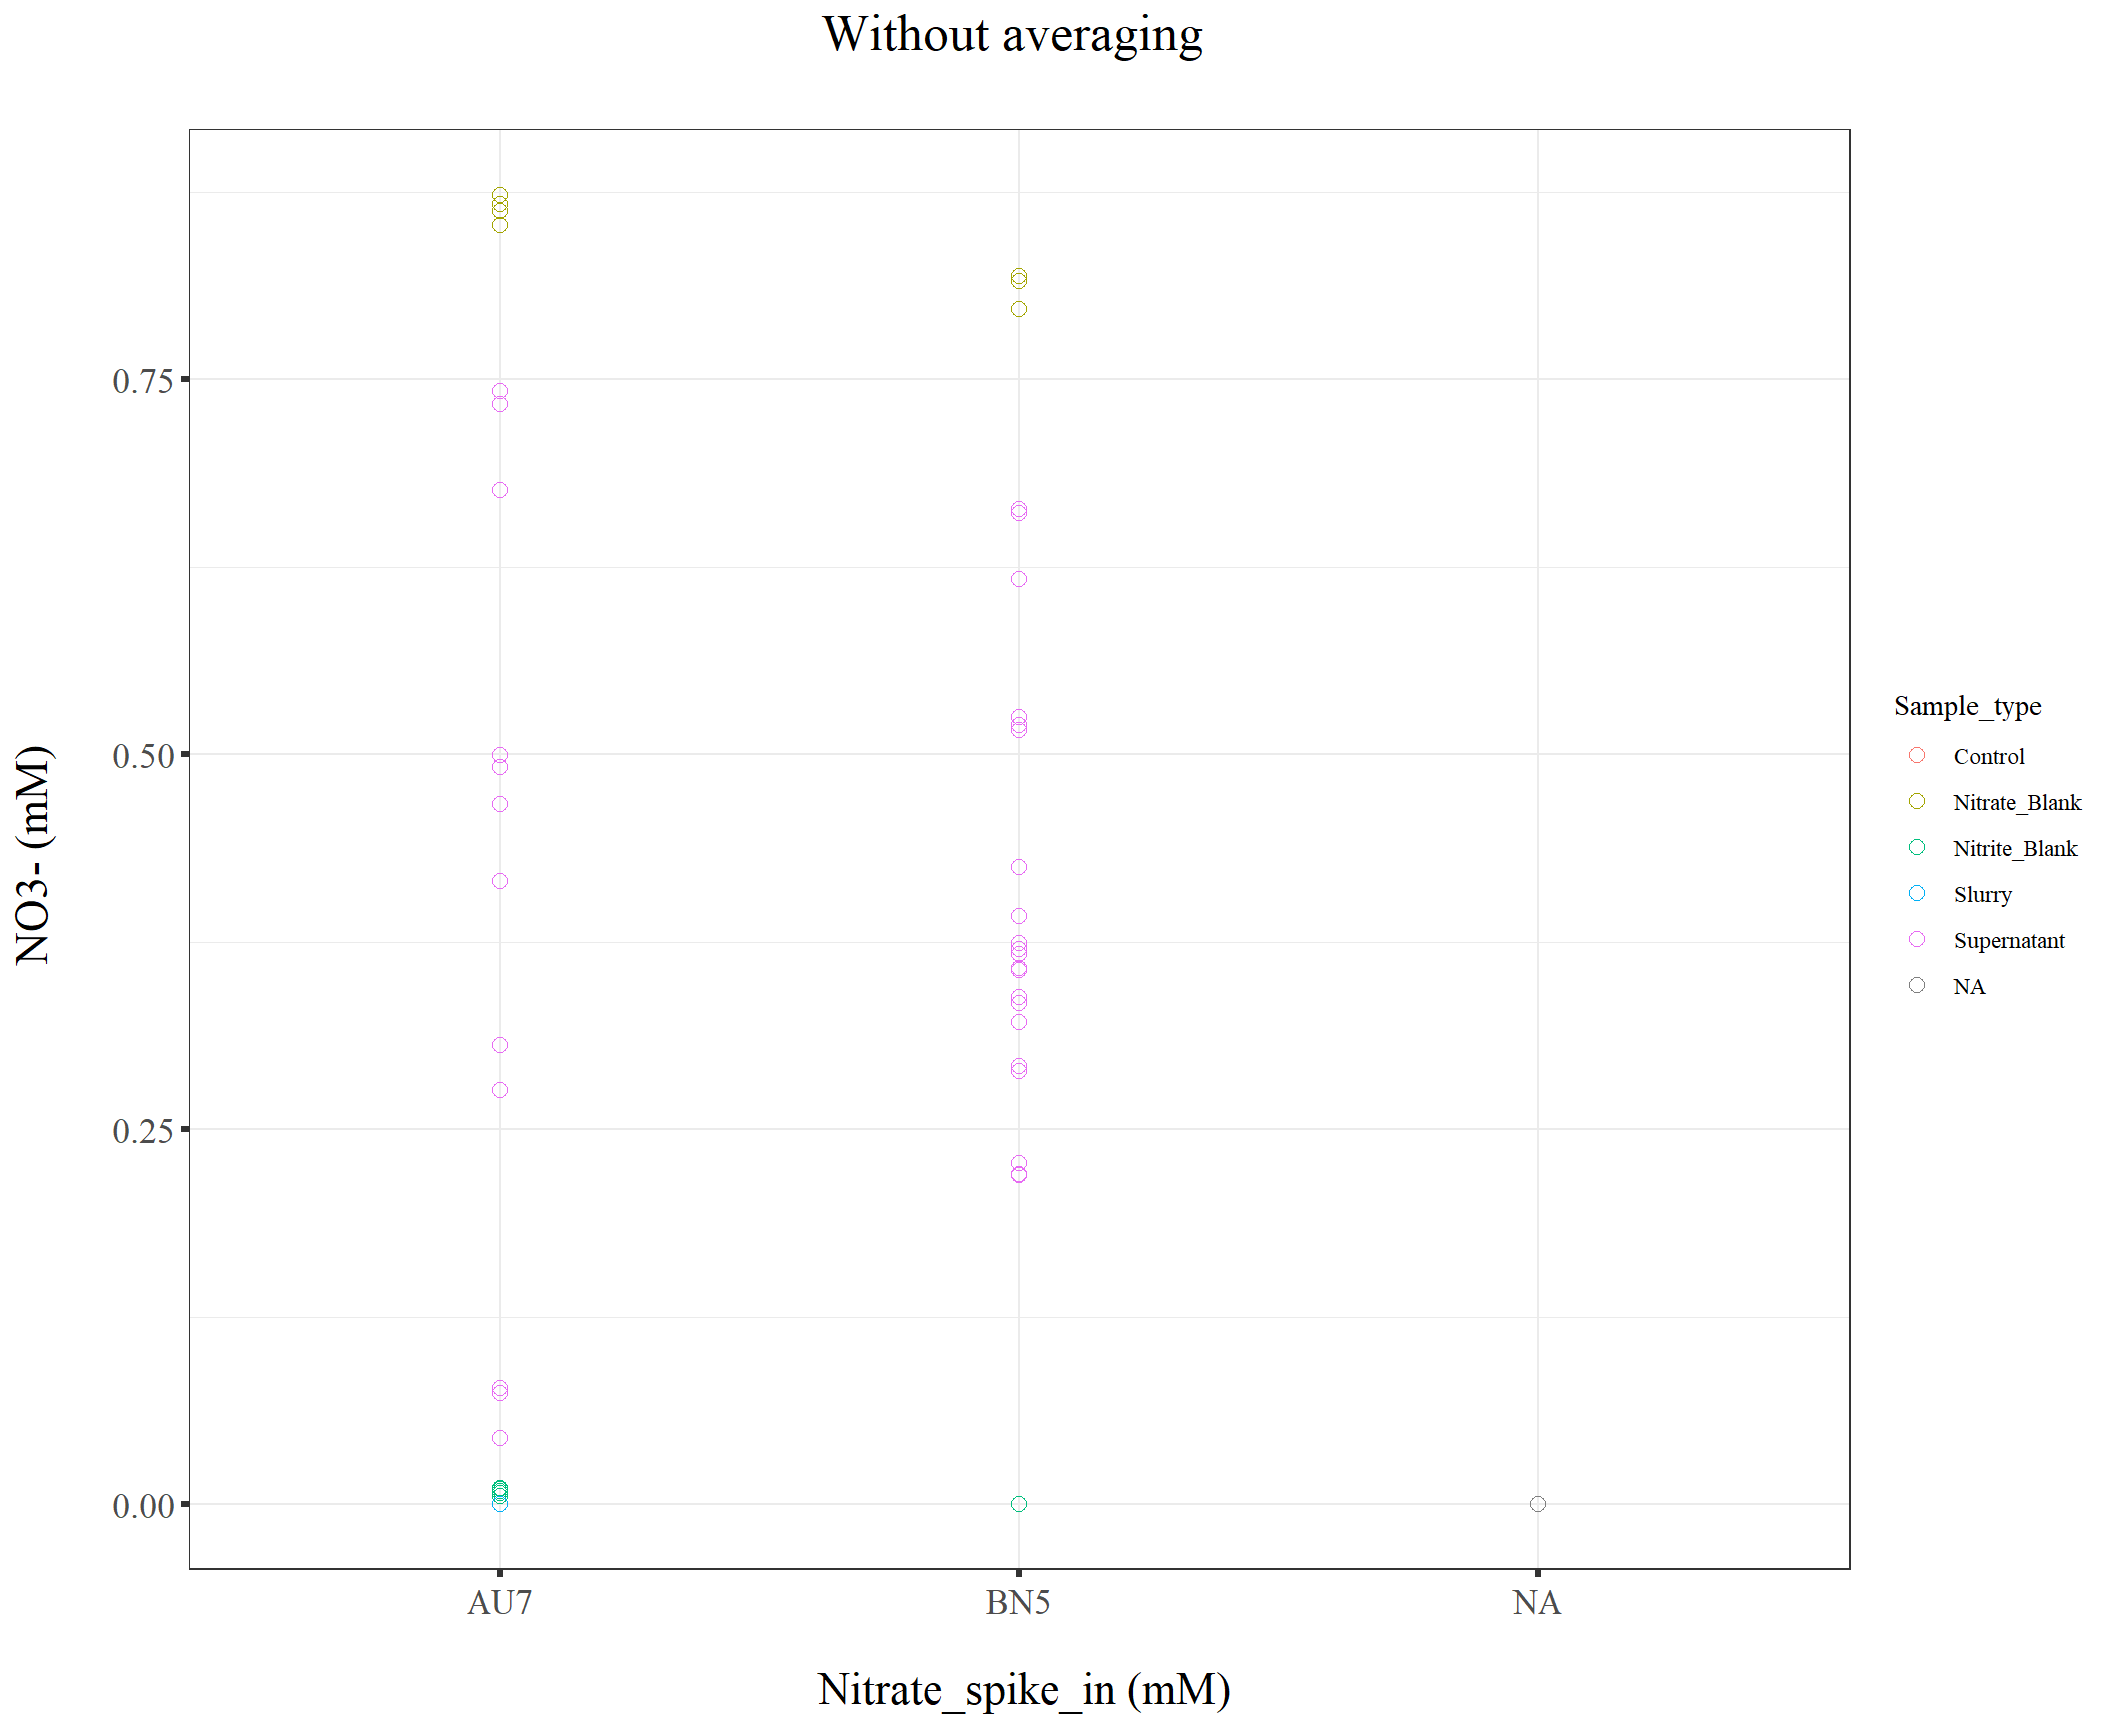 Without averaging
NO3- (mM)
0.75
0.50
0.25
0.00
AU7
BN5
NA
Nitrate_spike_in (mM)
Sample_type
Control
Nitrate_Blank
Nitrite_Blank
Slurry
Supernatant
NA